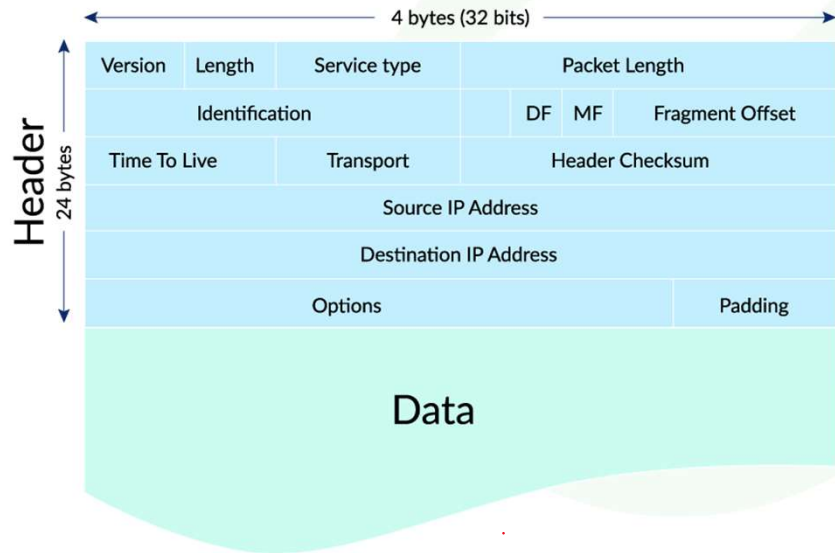 4 bytes (32 bits)
Header
24 bytes
Version Length Service type Packet Length
Identification DF MF Fragment Offset
Time To Live Transport Header Checksum
Source IP Address
Destination IP Address
Options Padding
Data